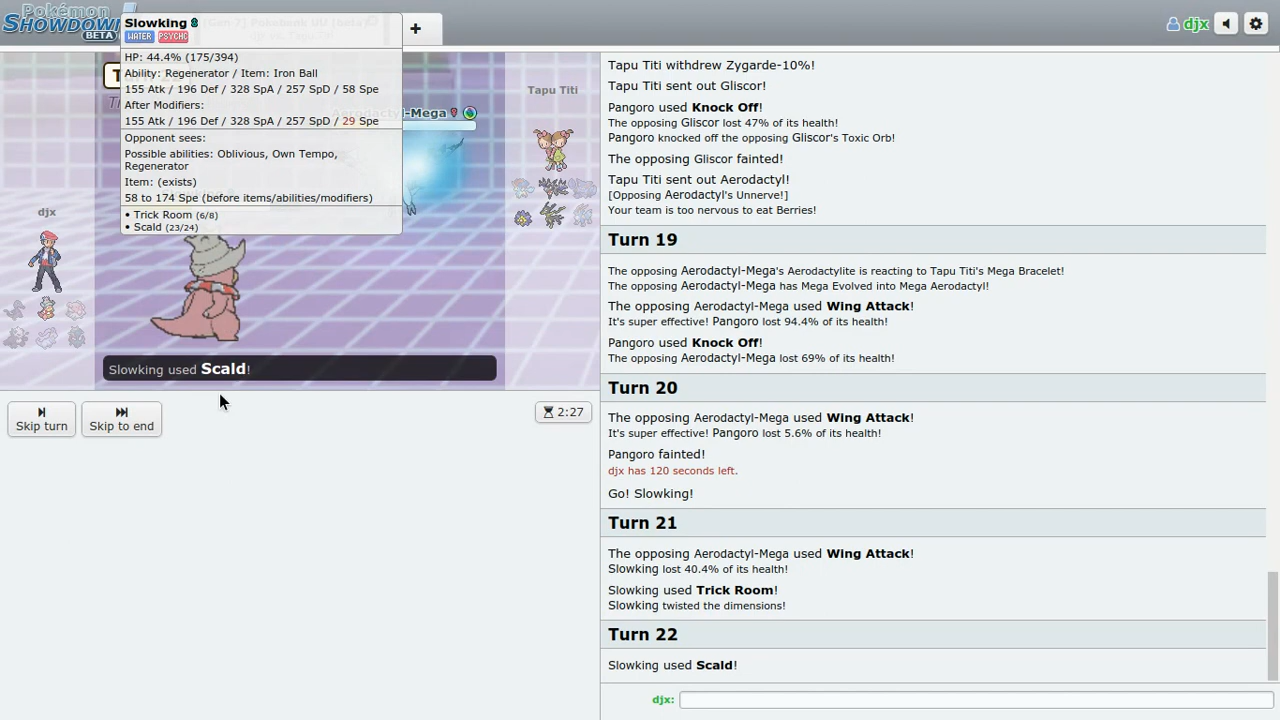 Pokémon
SHOWDOWN
BETA
+
djx
Slowking
WATER PSYCHC
HP: 44.4% (175/394)
Ability: Regenerator / Item: Iron Ball
155 Atk / 196 Def / 328 SpA / 257 SpD / 58 Spe
After Modifiers:
155 Atk / 196 Def / 328 SpA / 257 SpD / 29 Spe
Opponent sees:
Possible abilities: Oblivious, Own Tempo,
Regenerator
Item: (exists)
58 to 174 Spe (before items/abilities/modifiers)
• Trick Room (6/8)
• Scald (23/24)
Aerodactyl-Mega
Tapu Titi
djx
Slowking used Scald!
Skip turn
Skip to end
2:27
Tapu Titi withdrew Zygarde-10%!
Tapu Titi sent out Gliscor!
Pangoro used Knock Off!
The opposing Gliscor lost 47% of its health!
Pangoro knocked off the opposing Gliscor's Toxic Orb!
The opposing Gliscor fainted!
Tapu Titi sent out Aerodactyl!
[Opposing Aerodactyl's Unnerve!]
Your team is too nervous to eat Berries!
Turn 19
The opposing Aerodactyl-Mega's Aerodactylite is reacting to Tapu Titi's Mega Bracelet!
The opposing Aerodactyl-Mega has Mega Evolved into Mega Aerodactyl!
The opposing Aerodactyl-Mega used Wing Attack!
It's super effective! Pangoro lost 94.4% of its health!
Pangoro used Knock Off!
The opposing Aerodactyl-Mega lost 69% of its health!
Turn 20
The opposing Aerodactyl-Mega used Wing Attack!
It's super effective! Pangoro lost 5.6% of its health!
Pangoro fainted!
djx has 120 seconds left.
Go! Slowking!
Turn 21
The opposing Aerodactyl-Mega used Wing Attack!
Slowking lost 40.4% of its health!
Slowking used Trick Room!
Slowking twisted the dimensions!
Turn 22
Slowking used Scald!
djx: